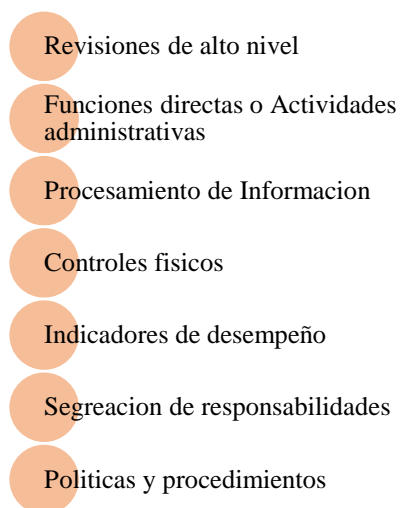 Revisiones de alto nivel
Funciones directas o Actividades
administrativas
Procesamiento de Informacion
Controles fisicos
Indicadores de desempeño
Segreacion de responsabilidades
Politicas y procedimientos